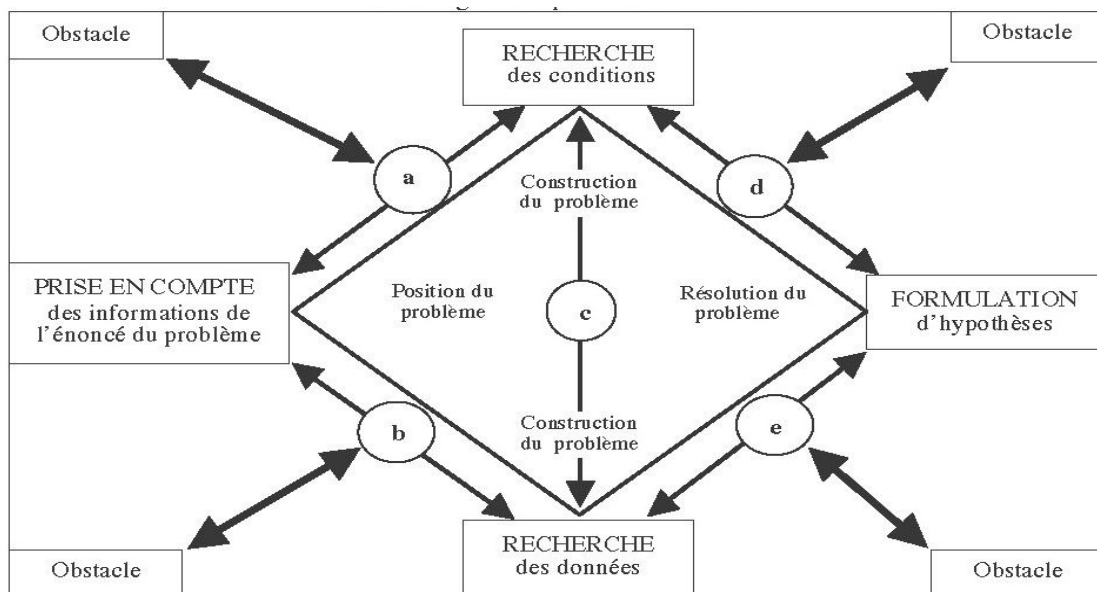 Obstacle
RECHERCHE
des conditions
Obstacle
a
d
Construction
du problème
PRISE EN COMPTE
des informations de
l'énoncé du problème
Position du
problème
c
Résolution du
problème
FORMULATION
d'hypothèses
b
Construction
du problème
e
Obstacle
RECHERCHE
des données
Obstacle